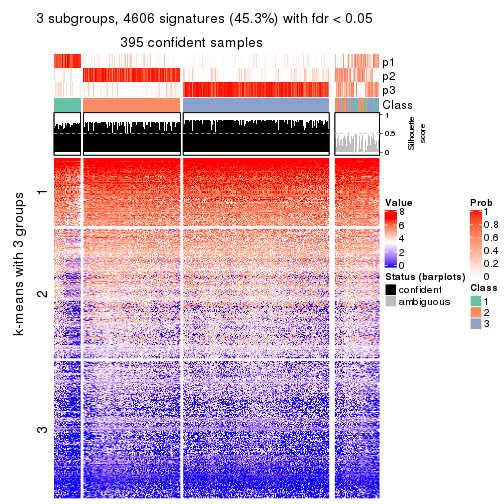 3 subgroups, 4606 signatures (45.3%) with fdr < 0.05
395 confident samples
p1
p2
p3
Class
1
0.5
0
Silhouette
score
k-means with 3 groups
1
2
3
Value
8
6
4
2
0
Status (barplots)
confident
ambiguous
Prob
1
0.8
0.6
0.4
0.2
0
Class
1
2
3